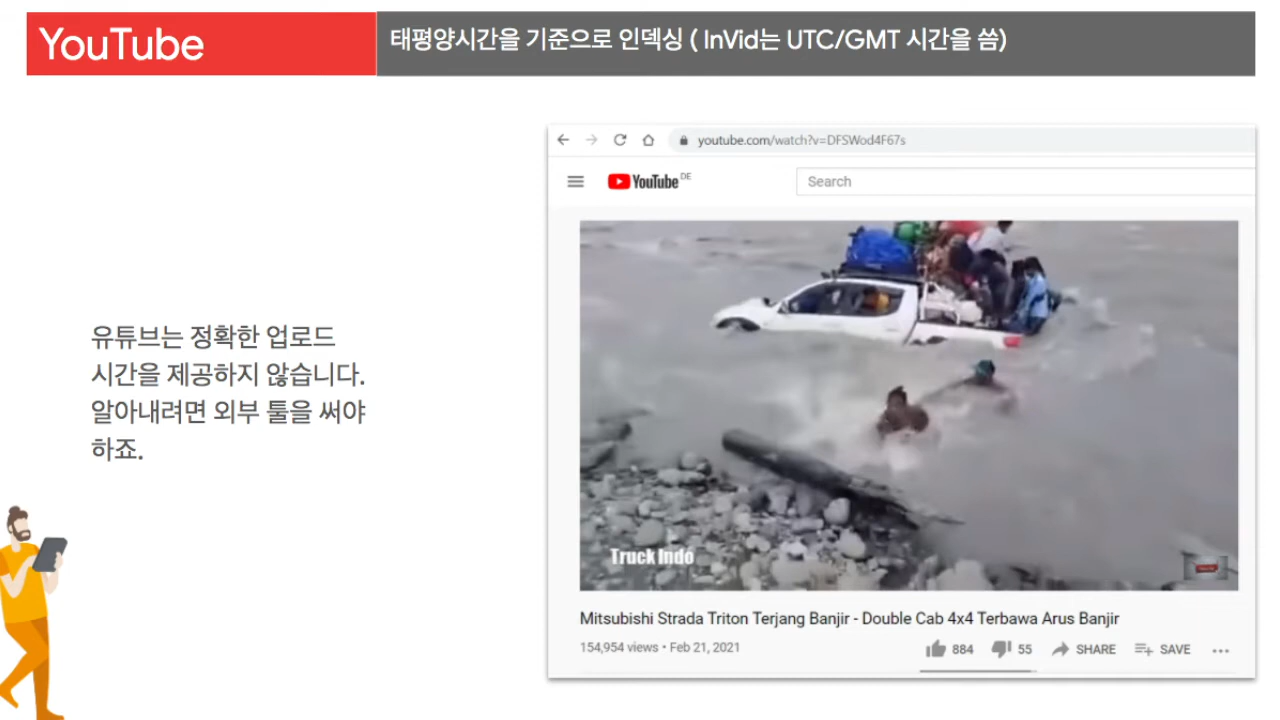 YouTube
태평양시간을 기준으로 인덱싱 ( InVid는 UTC/GMT 시간을 씀)
유튜브는 정확한 업로드
시간을 제공하지 않습니다.
알아내려면 외부 툴을 써야
하죠.
youtube.com/watch?v=DFSWod4F67s
YouTube DE
Search
Truck Indo
Mitsubishi Strada Triton Terjang Banjir - Double Cab 4x4 Terbawa Arus Banjir
154,954 views • Feb 21, 2021
884 55 SHARE SAVE